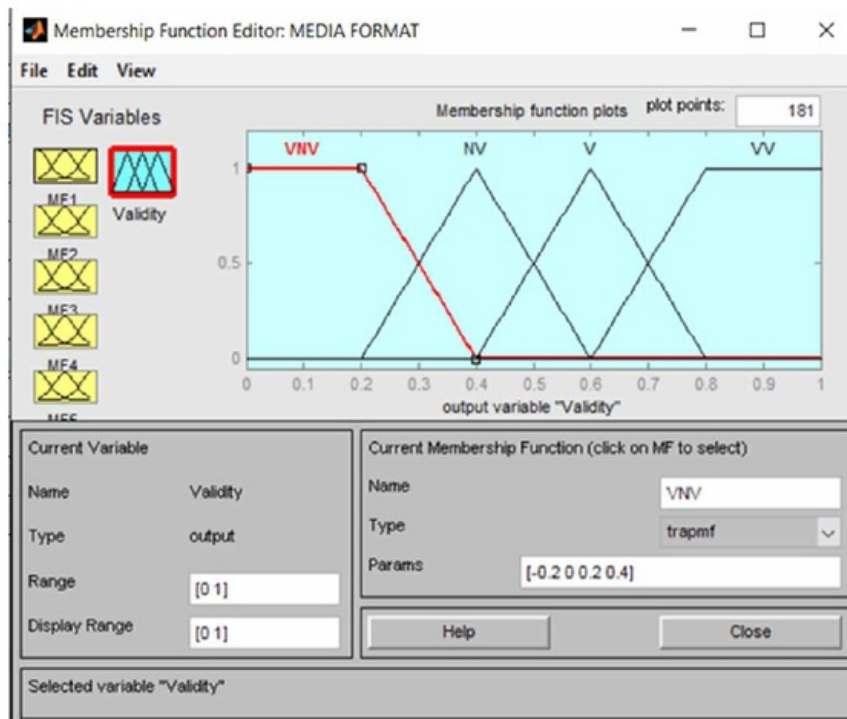 Membership Function Editor: MEDIA FORMAT
File Edit View
FIS Variables
Membership function plots plot points: 181
MF1
MF2
MF3
MF4
MF5
Validity
VNV NV V VV
1
0.5
0
0 0.1 0.2 0.3 0.4 0.5 0.6 0.7 0.8 0.9 1
output variable "Validity"
Current Variable
Name Validity
Type output
Range [0 1]
Display Range [0 1]
Current Membership Function (click on MF to select)
Name VNV
Type trapmf
Params [-0.2 0 0.2 0.4]
Help Close
Selected variable "Validity"